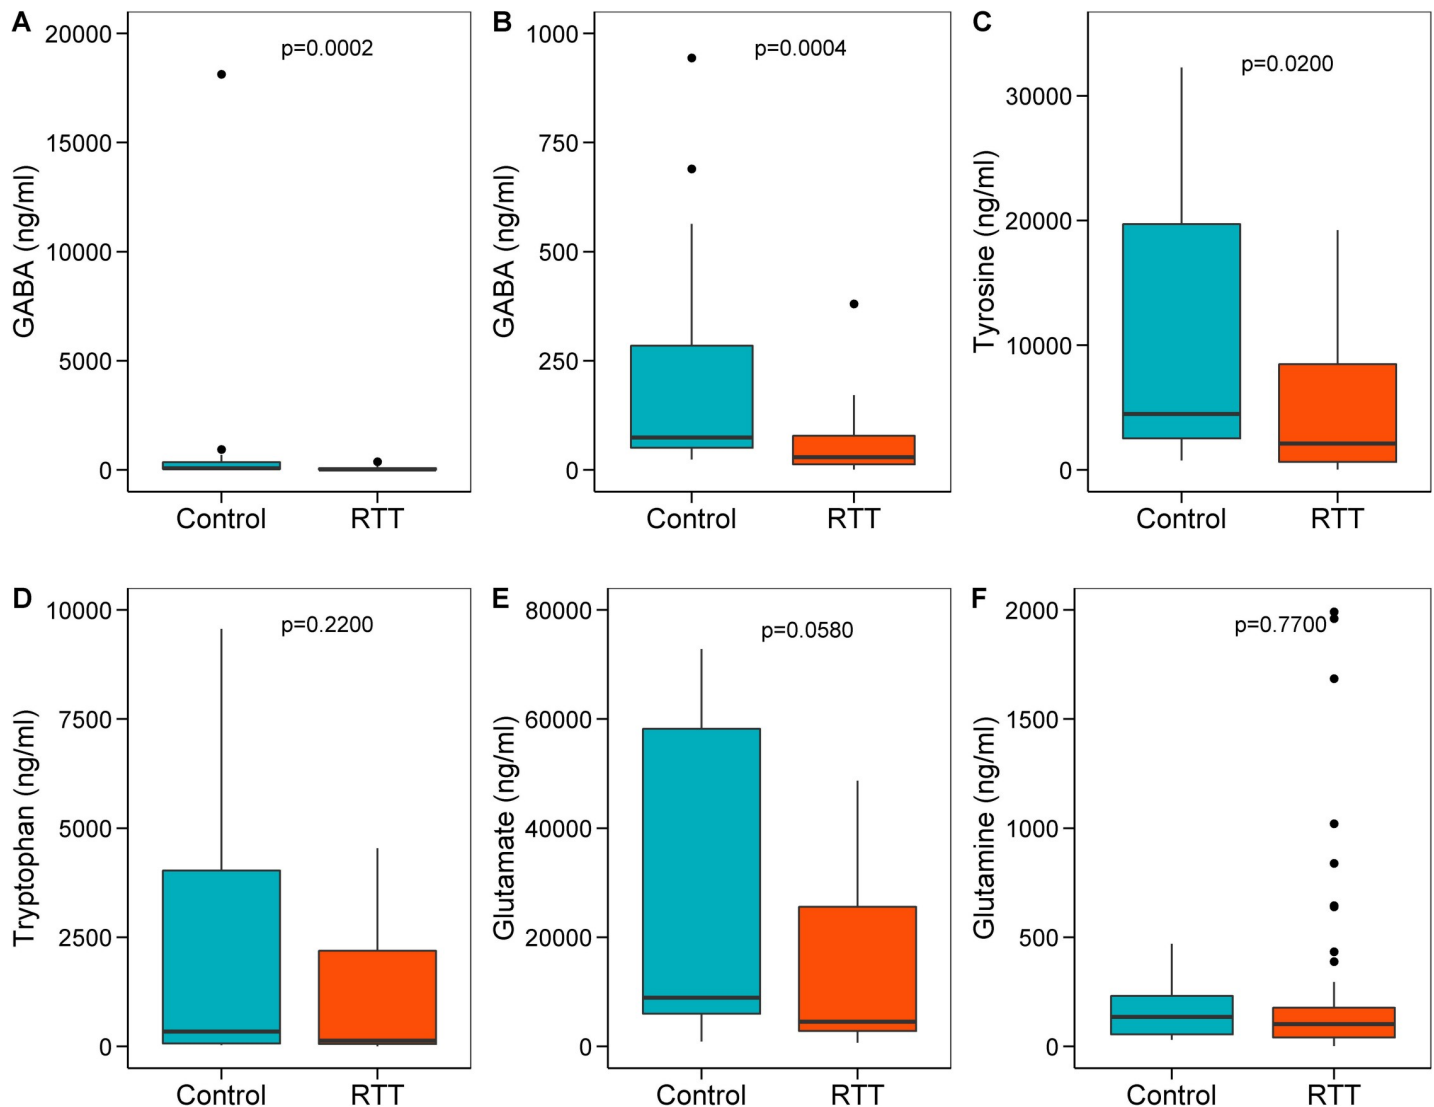 A
GABA (ng/ml)
20000
15000
10000
5000
0
p=0.0002
Control RTT
B
GABA (ng/ml)
1000
750
500
250
0
p=0.0004
Control RTT
C
Tyrosine (ng/ml)
30000
20000
10000
0
p=0.0200
Control RTT
D
Tryptophan (ng/ml)
10000
7500
5000
2500
0
p=0.2200
Control RTT
E
Glutamate (ng/ml)
80000
60000
40000
20000
0
p=0.0580
Control RTT
F
Glutamine (ng/ml)
2000
1500
1000
500
0
p=0.7700
Control RTT